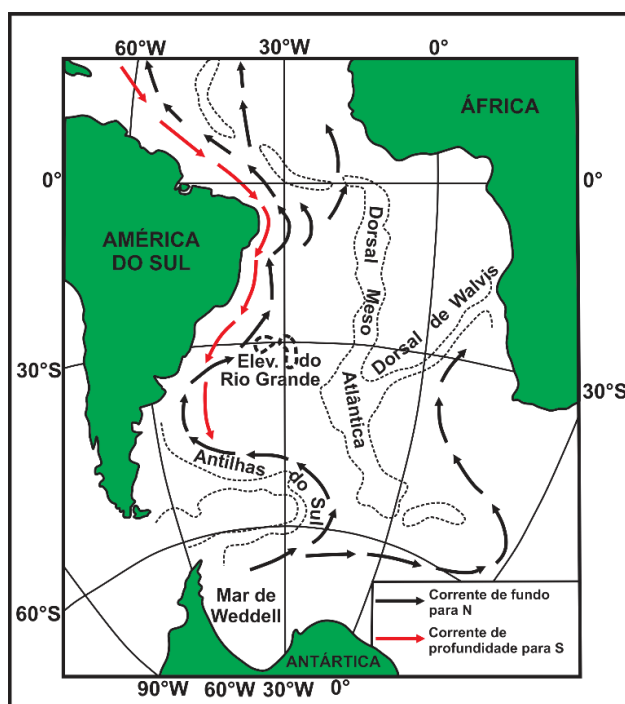 60°W 30°W 0°
ÁFRICA
0° 0°
AMÉRICA
DO SUL
Dorsal
Meso
Atlântica
Dorsal de Walvis
Elev. do
Rio Grande
30°S
30°S
Antilhas do Sul
60°S
Mar de
Weddell
ANTÁRTICA
Corrente de fundo
para N
Corrente de
profundidade para S
90°W 60°W 30°W 0°